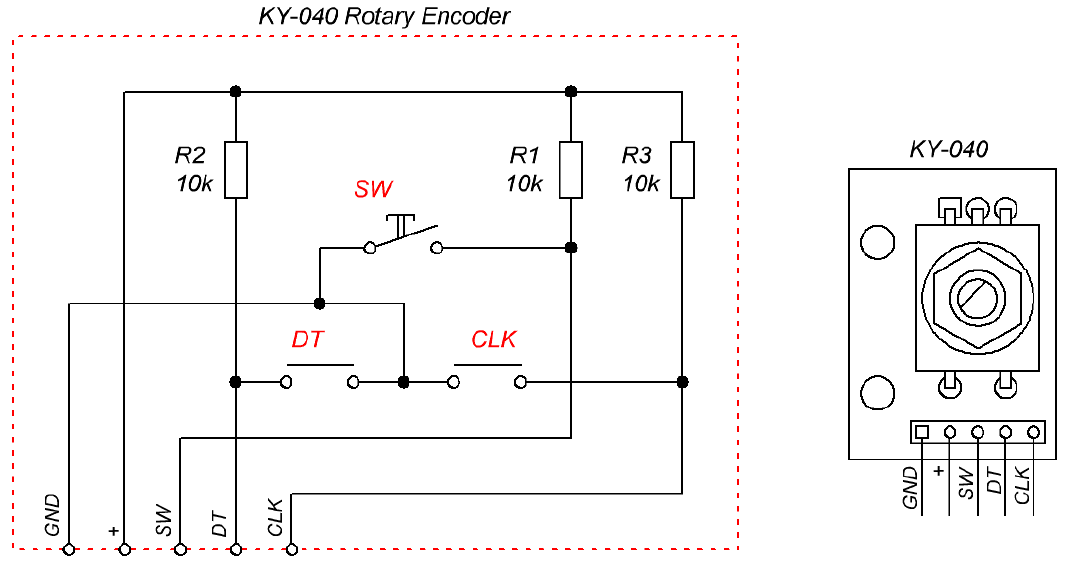 KY-040 Rotary Encoder
R2
10k
R1
10k
R3
10k
SW
DT
CLK
GND
+
SW
DT
CLK
KY-040
GND
+
SW
DT
CLK